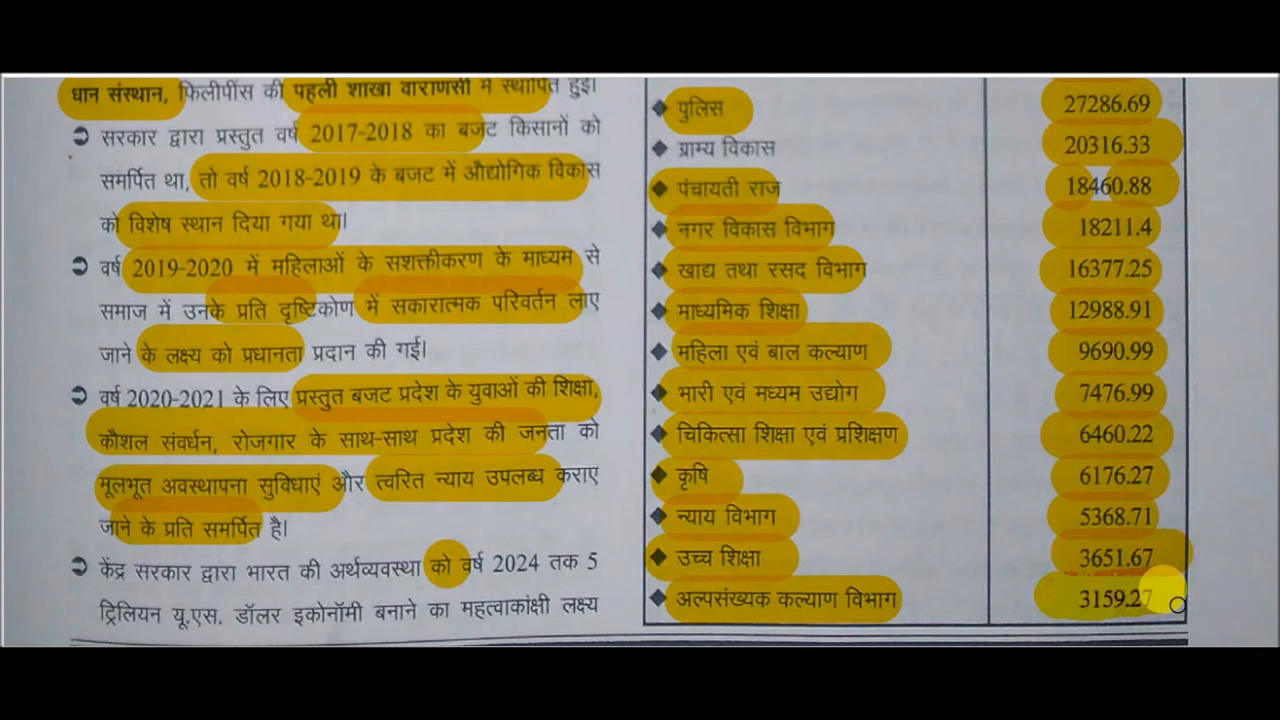 धान संस्थान, फिलीपींस की पहली शाखा वाराणसी में स्थापित हुई।
➲ सरकार द्वारा प्रस्तुत वर्ष 2017-2018 का बजट किसानों को
समर्पित था, तो वर्ष 2018-2019 के बजट में औद्योगिक विकास
को विशेष स्थान दिया गया था।
➲ वर्ष 2019-2020 में महिलाओं के सशक्तीकरण के माध्यम से
समाज में उनके प्रति दृष्टिकोण में सकारात्मक परिवर्तन लाए
जाने के लक्ष्य को प्रधानता प्रदान की गई।
➲ वर्ष 2020-2021 के लिए प्रस्तुत बजट प्रदेश के युवाओं की शिक्षा,
कौशल संवर्धन, रोजगार के साथ-साथ प्रदेश की जनता को
मूलभूत अवस्थापना सुविधाएं और त्वरित न्याय उपलब्ध कराए
जाने के प्रति समर्पित है।
➲ केंद्र सरकार द्वारा भारत की अर्थव्यवस्था को वर्ष 2024 तक 5
ट्रिलियन यू.एस. डॉलर इकोनॉमी बनाने का महत्वाकांक्षी लक्ष्य
◆ पुलिस 27286.69
◆ ग्राम्य विकास 20316.33
◆ पंचायती राज 18460.88
◆ नगर विकास विभाग 18211.4
◆ खाद्य तथा रसद विभाग 16377.25
◆ माध्यमिक शिक्षा 12988.91
◆ महिला एवं बाल कल्याण 9690.99
◆ भारी एवं मध्यम उद्योग 7476.99
◆ चिकित्सा शिक्षा एवं प्रशिक्षण 6460.22
◆ कृषि 6176.27
◆ न्याय विभाग 5368.71
◆ उच्च शिक्षा 3651.67
◆ अल्पसंख्यक कल्याण विभाग 3159.27